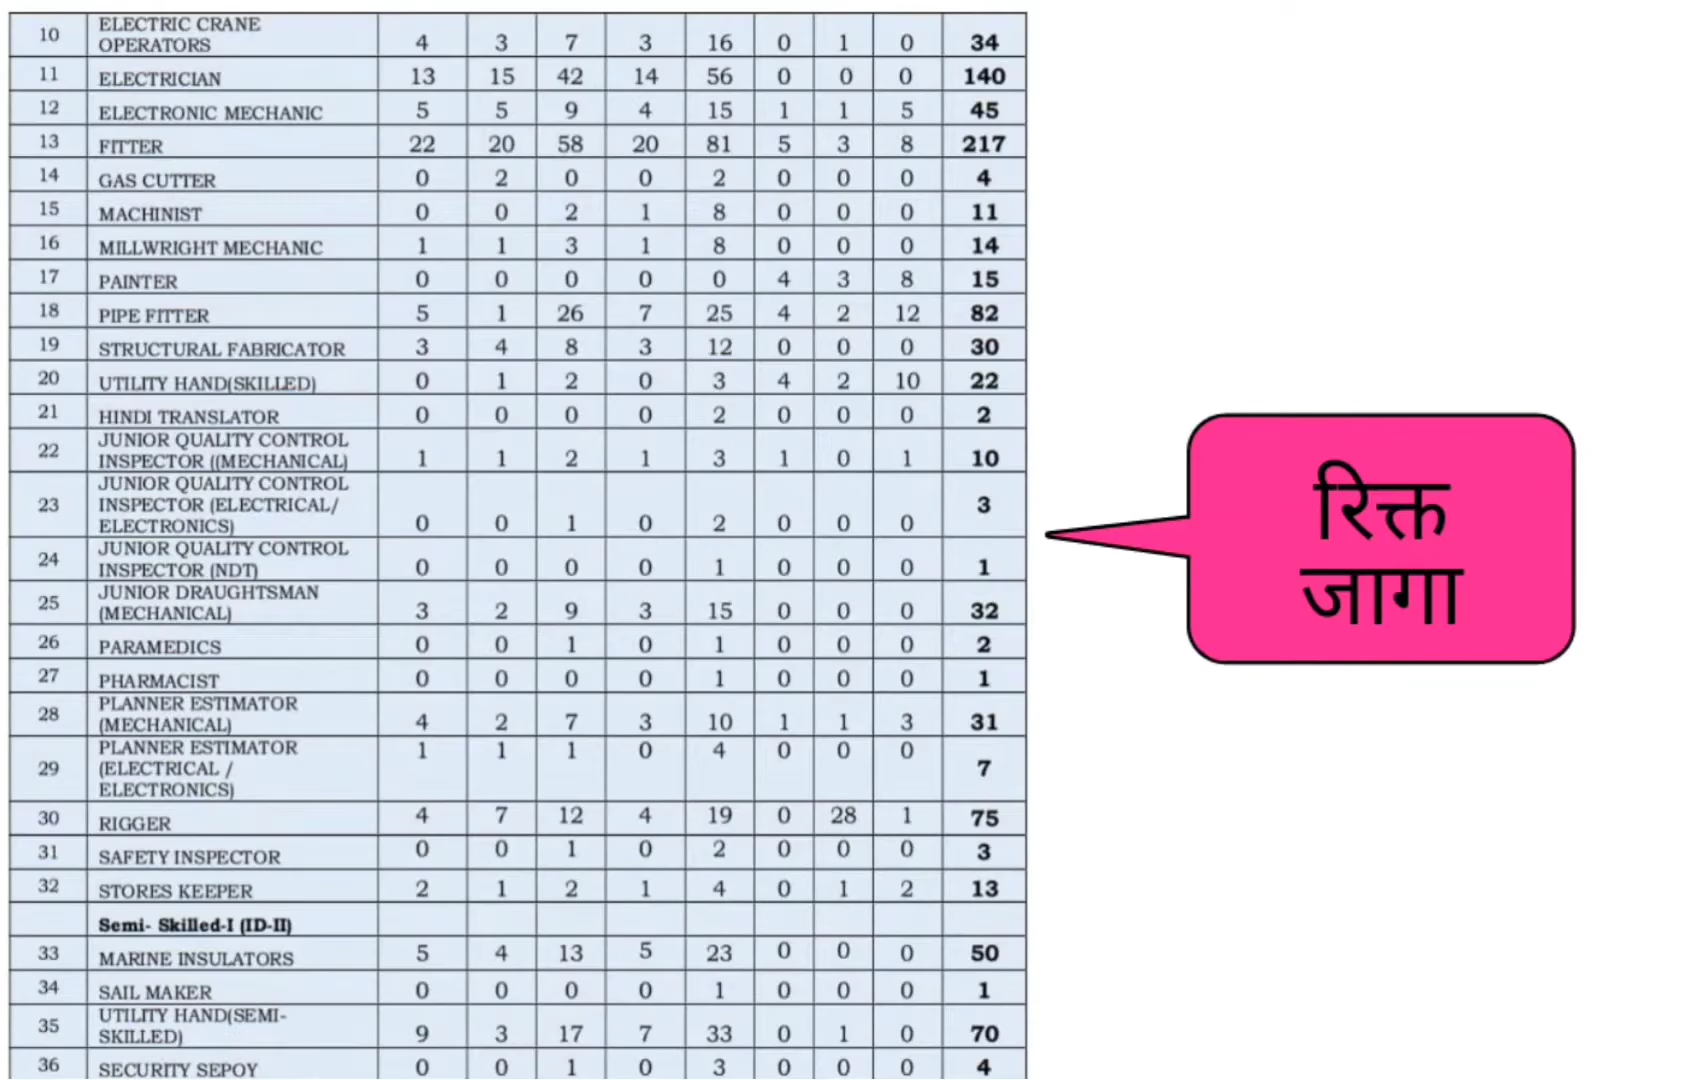 10 ELECTRIC CRANE OPERATORS 4 3 7 3 16 0 1 0 34
11 ELECTRICIAN 13 15 42 14 56 0 0 0 140
12 ELECTRONIC MECHANIC 5 5 9 4 15 1 1 5 45
13 FITTER 22 20 58 20 81 5 3 8 217
14 GAS CUTTER 0 2 0 0 2 0 0 0 4
15 MACHINIST 0 0 2 1 8 0 0 0 11
16 MILLWRIGHT MECHANIC 1 1 3 1 8 0 0 0 14
17 PAINTER 0 0 0 0 0 4 3 8 15
18 PIPE FITTER 5 1 26 7 25 4 2 12 82
19 STRUCTURAL FABRICATOR 3 4 8 3 12 0 0 0 30
20 UTILITY HAND(SKILLED) 0 1 2 0 3 4 2 10 22
21 HINDI TRANSLATOR 0 0 0 0 2 0 0 0 2
22 JUNIOR QUALITY CONTROL INSPECTOR ((MECHANICAL) 1 1 2 1 3 1 0 1 10
23 JUNIOR QUALITY CONTROL INSPECTOR (ELECTRICAL/ ELECTRONICS) 0 0 1 0 2 0 0 0 3
24 JUNIOR QUALITY CONTROL INSPECTOR (NDT) 0 0 0 0 1 0 0 0 1
25 JUNIOR DRAUGHTSMAN (MECHANICAL) 3 2 9 3 15 0 0 0 32
26 PARAMEDICS 0 0 1 0 1 0 0 0 2
27 PHARMACIST 0 0 0 0 1 0 0 0 1
28 PLANNER ESTIMATOR (MECHANICAL) 4 2 7 3 10 1 1 3 31
29 PLANNER ESTIMATOR (ELECTRICAL / ELECTRONICS) 1 1 1 0 4 0 0 0 7
30 RIGGER 4 7 12 4 19 0 28 1 75
31 SAFETY INSPECTOR 0 0 1 0 2 0 0 0 3
32 STORES KEEPER 2 1 2 1 4 0 1 2 13
Semi- Skilled-I (ID-II)
33 MARINE INSULATORS 5 4 13 5 23 0 0 0 50
34 SAIL MAKER 0 0 0 0 1 0 0 0 1
35 UTILITY HAND(SEMI-SKILLED) 9 3 17 7 33 0 1 0 70
36 SECURITY SEPOY 0 0 1 0 3 0 0 0 4
रिक्त
जागा